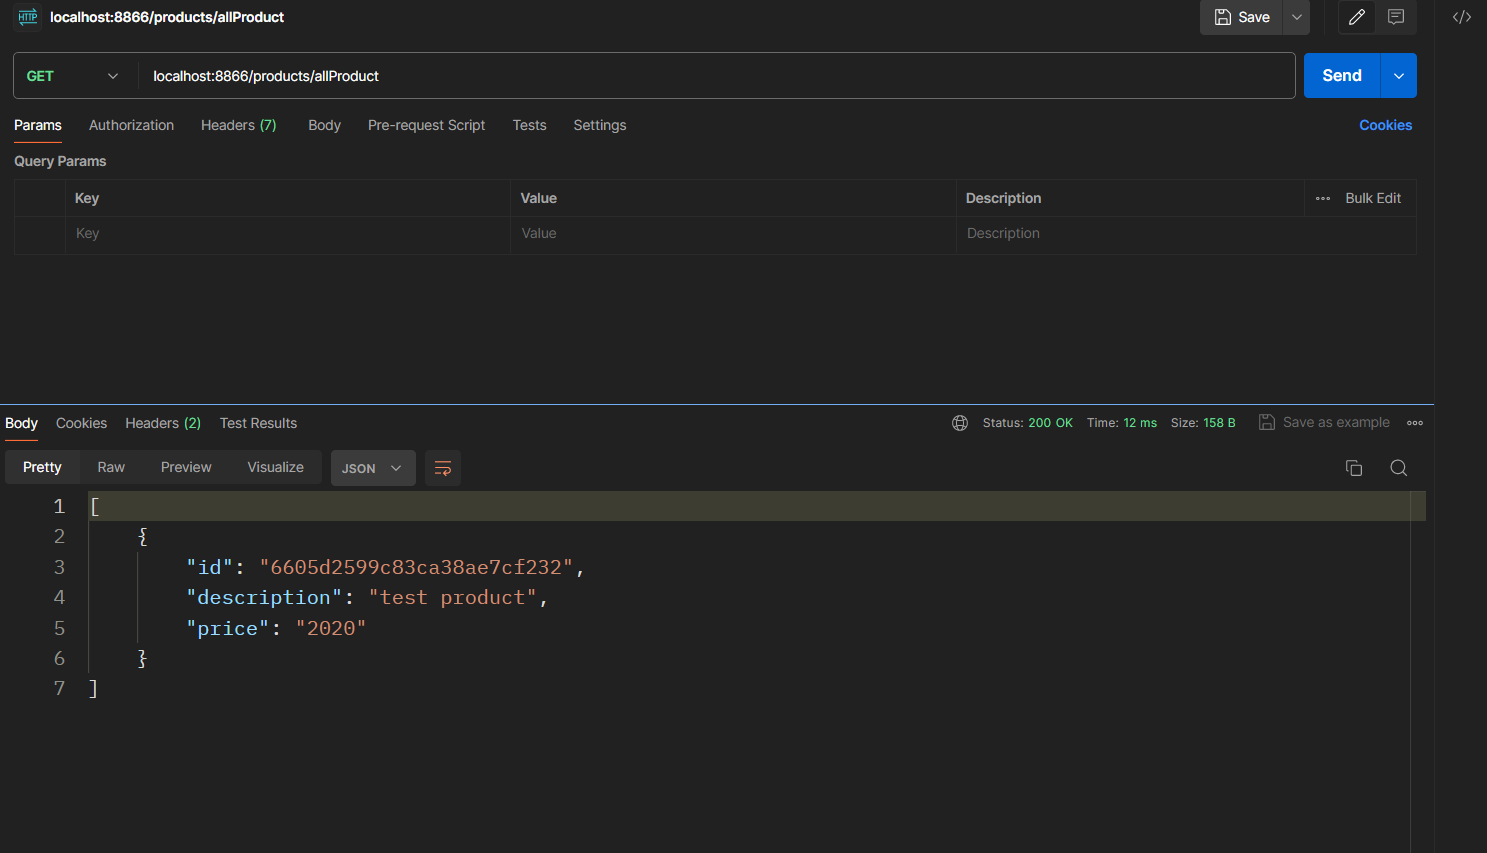 HTTP localhost:8866/products/allProduct Save
GET localhost:8866/products/allProduct Send
Params Authorization Headers (7) Body Pre-request Script Tests Settings Cookies
Query Params
Key Value Description Bulk Edit
Key Value Description
Body Cookies Headers (2) Test Results Status: 200 OK Time: 12 ms Size: 158 B Save as example
Pretty Raw Preview Visualize JSON
1 [
2 {
3 "id": "6605d2599c83ca38ae7cf232",
4 "description": "test product",
5 "price": "2020"
6 }
7 ]